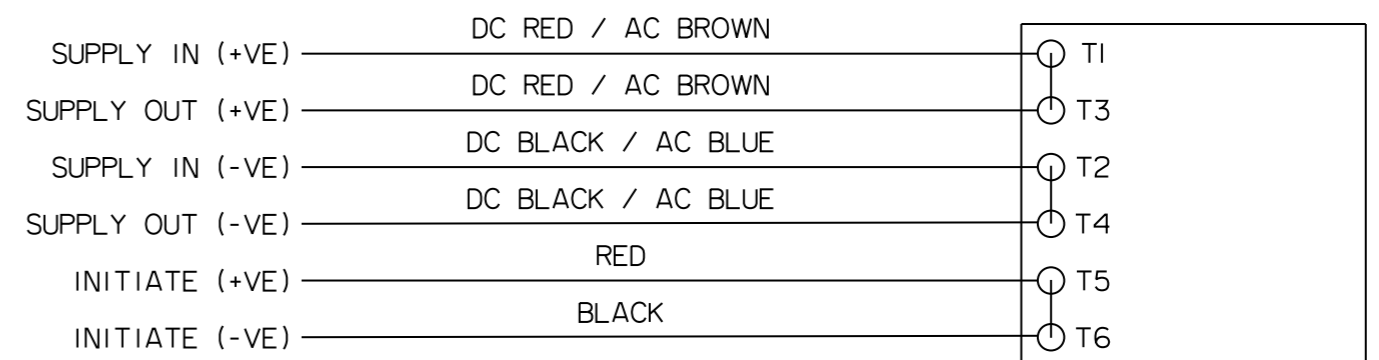 DC RED / AC BROWN
SUPPLY IN (+VE) T1
DC RED / AC BROWN
SUPPLY OUT (+VE) T3
DC BLACK / AC BLUE
SUPPLY IN (-VE) T2
DC BLACK / AC BLUE
SUPPLY OUT (-VE) T4
RED
INITIATE (+VE) T5
BLACK
INITIATE (-VE) T6